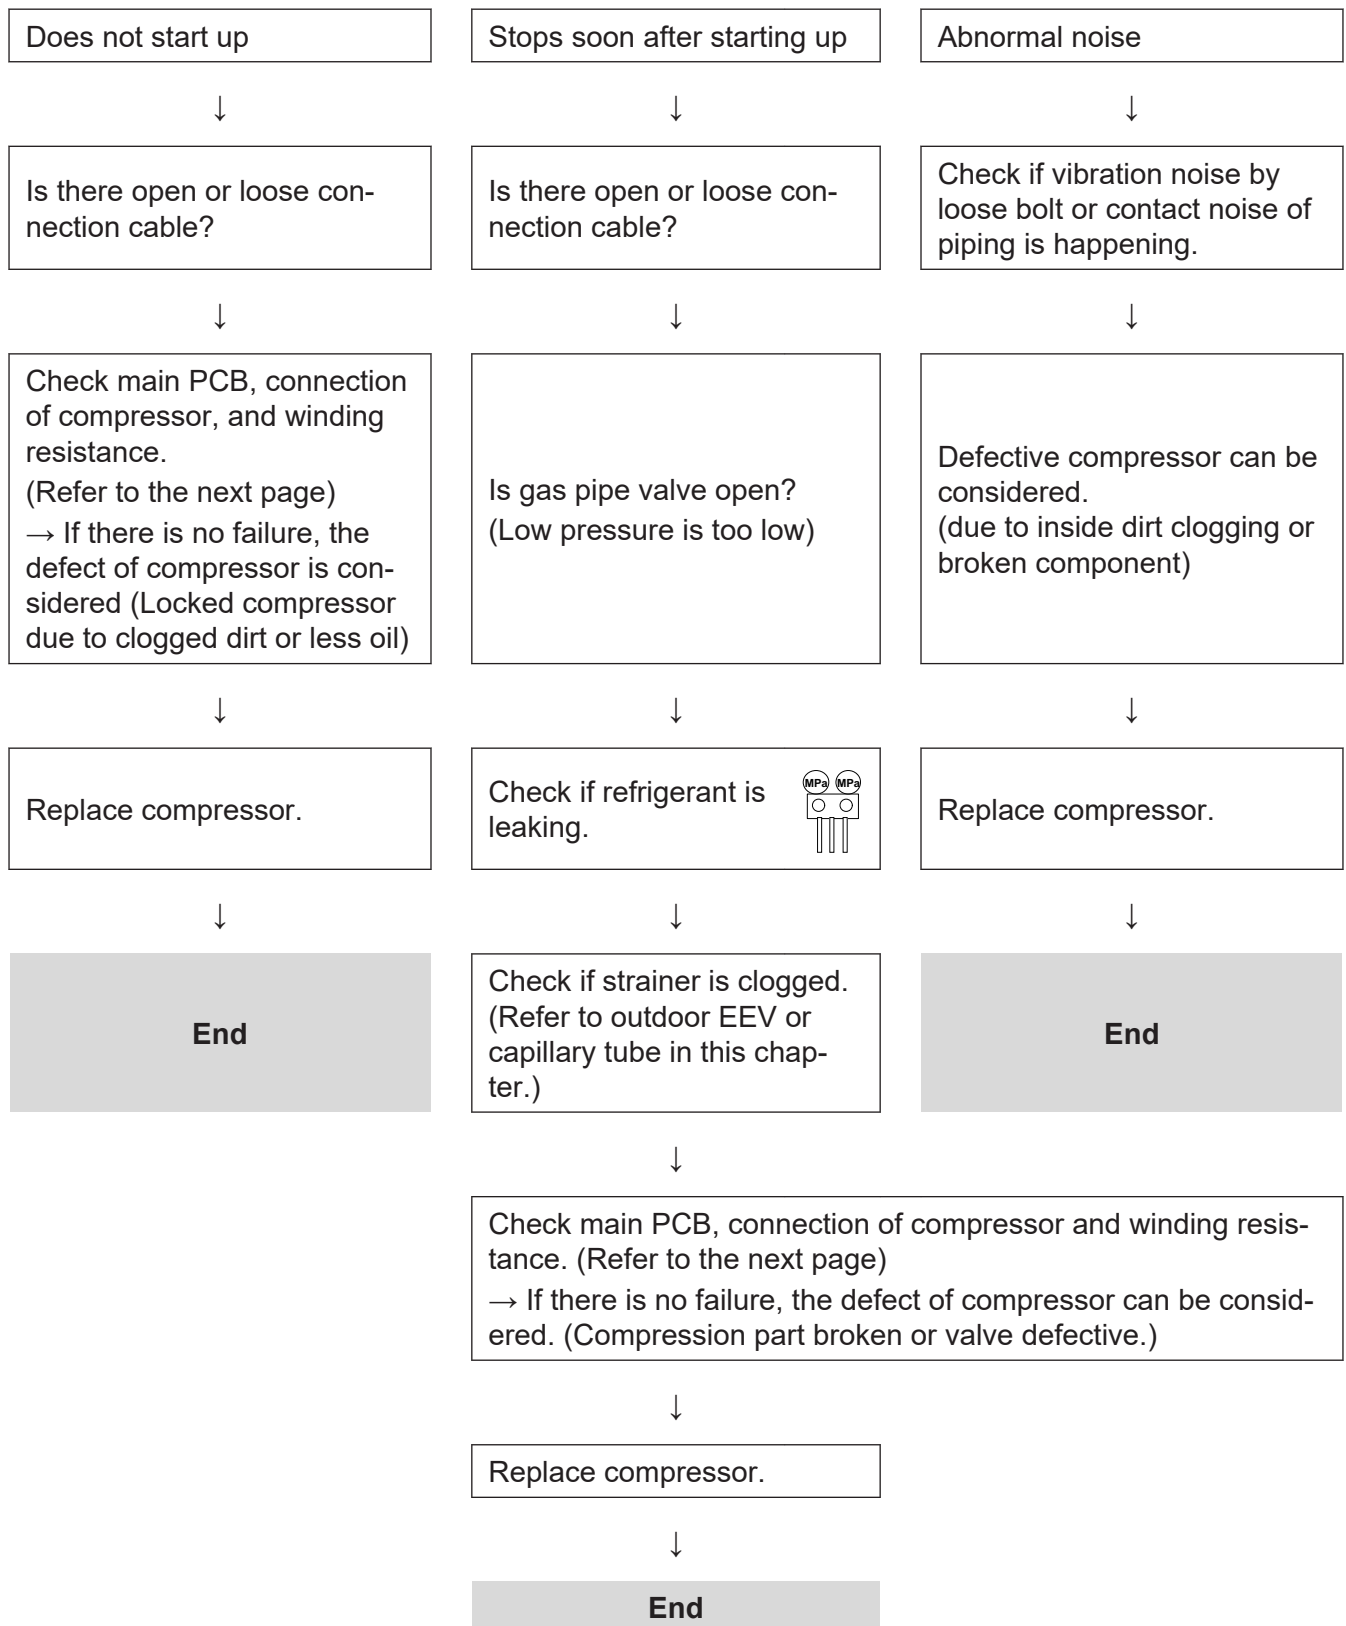 Does not start up
↓
Is there open or loose con-
nection cable?
↓
Check main PCB, connection
of compressor, and winding
resistance.
(Refer to the next page)
→ If there is no failure, the
defect of compressor is con-
sidered (Locked compressor
due to clogged dirt or less oil)
↓
Replace compressor.
↓
End
Stops soon after starting up
↓
Is there open or loose con-
nection cable?
↓
Is gas pipe valve open?
(Low pressure is too low)
↓
Check if refrigerant is
leaking.
MPa MPa
↓
Check if strainer is clogged.
(Refer to outdoor EEV or
capillary tube in this chap-
ter.)
↓
Check main PCB, connection of compressor and winding resis-
tance. (Refer to the next page)
→ If there is no failure, the defect of compressor can be consid-
ered. (Compression part broken or valve defective.)
↓
Replace compressor.
↓
End
Abnormal noise
↓
Check if vibration noise by
loose bolt or contact noise of
piping is happening.
↓
Defective compressor can be
considered.
(due to inside dirt clogging or
broken component)
↓
Replace compressor.
↓
End